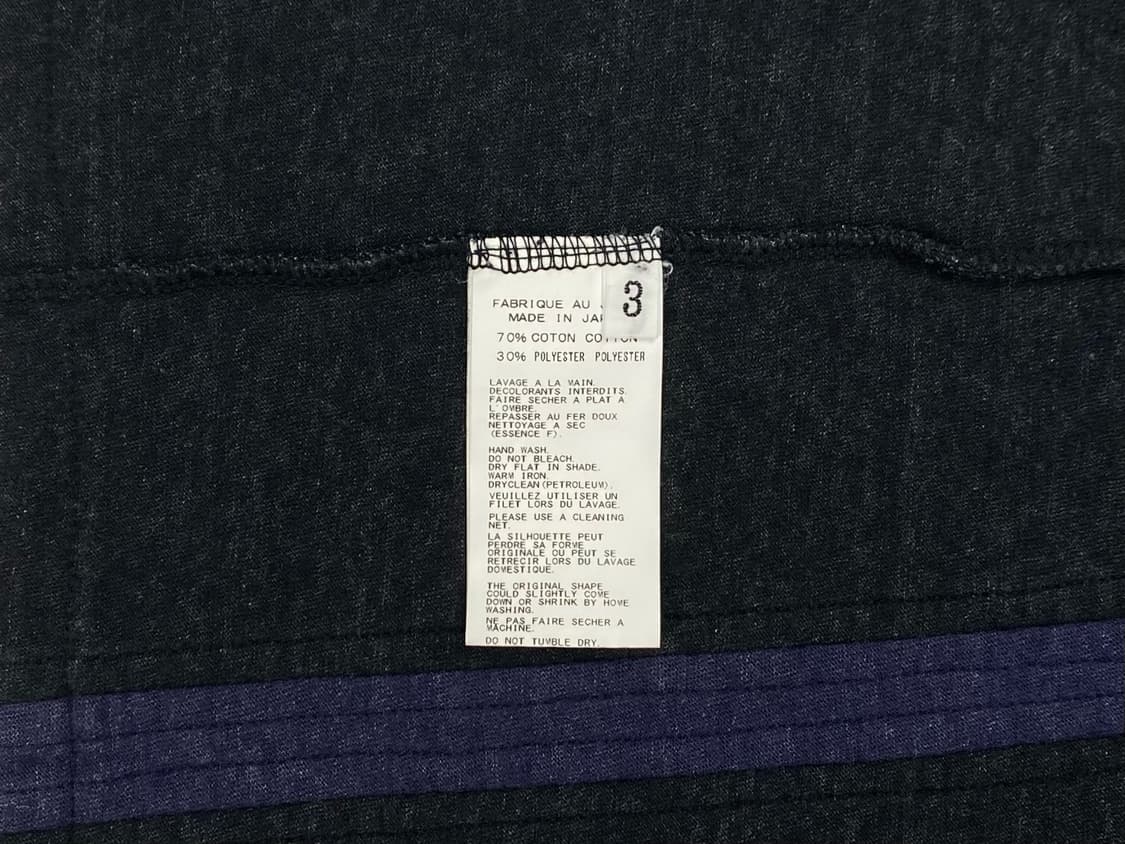 3
FABRIQUE AU
MADE IN
70% COTON
30% POLYESTER POLYESTER
LAVAGE A LA MAIN.
DECOLORANTS INTERDITS.
FAIRE SECHER A PLAT A
L'OMBRE.
REPASSER AU FER DOUX
NETTOYAGE A SEC
(ESSENCE F).
HAND WASH.
DO NOT BLEACH.
DRY FLAT IN SHADE.
WARM IRON.
DRYCLEAN(PETROLEUM).
VEUILLEZ UTILISER UN
FILET LORS DU LAVAGE.
PLEASE USE A CLEANING
NET.
LA SILHOUETTE PEUT
PERDRE SA FORME
ORIGINALE OU PEUT SE
RETRECIR LORS DU LAVAGE
DOMESTIQUE.
THE ORIGINAL SHAPE
COULD SLIGHTLY COME
DOWN OR SHRINK BY HOME
WASHING.
NE PAS FAIRE SECHER A
MACHINE.
DO NOT TUMBLE DRY.